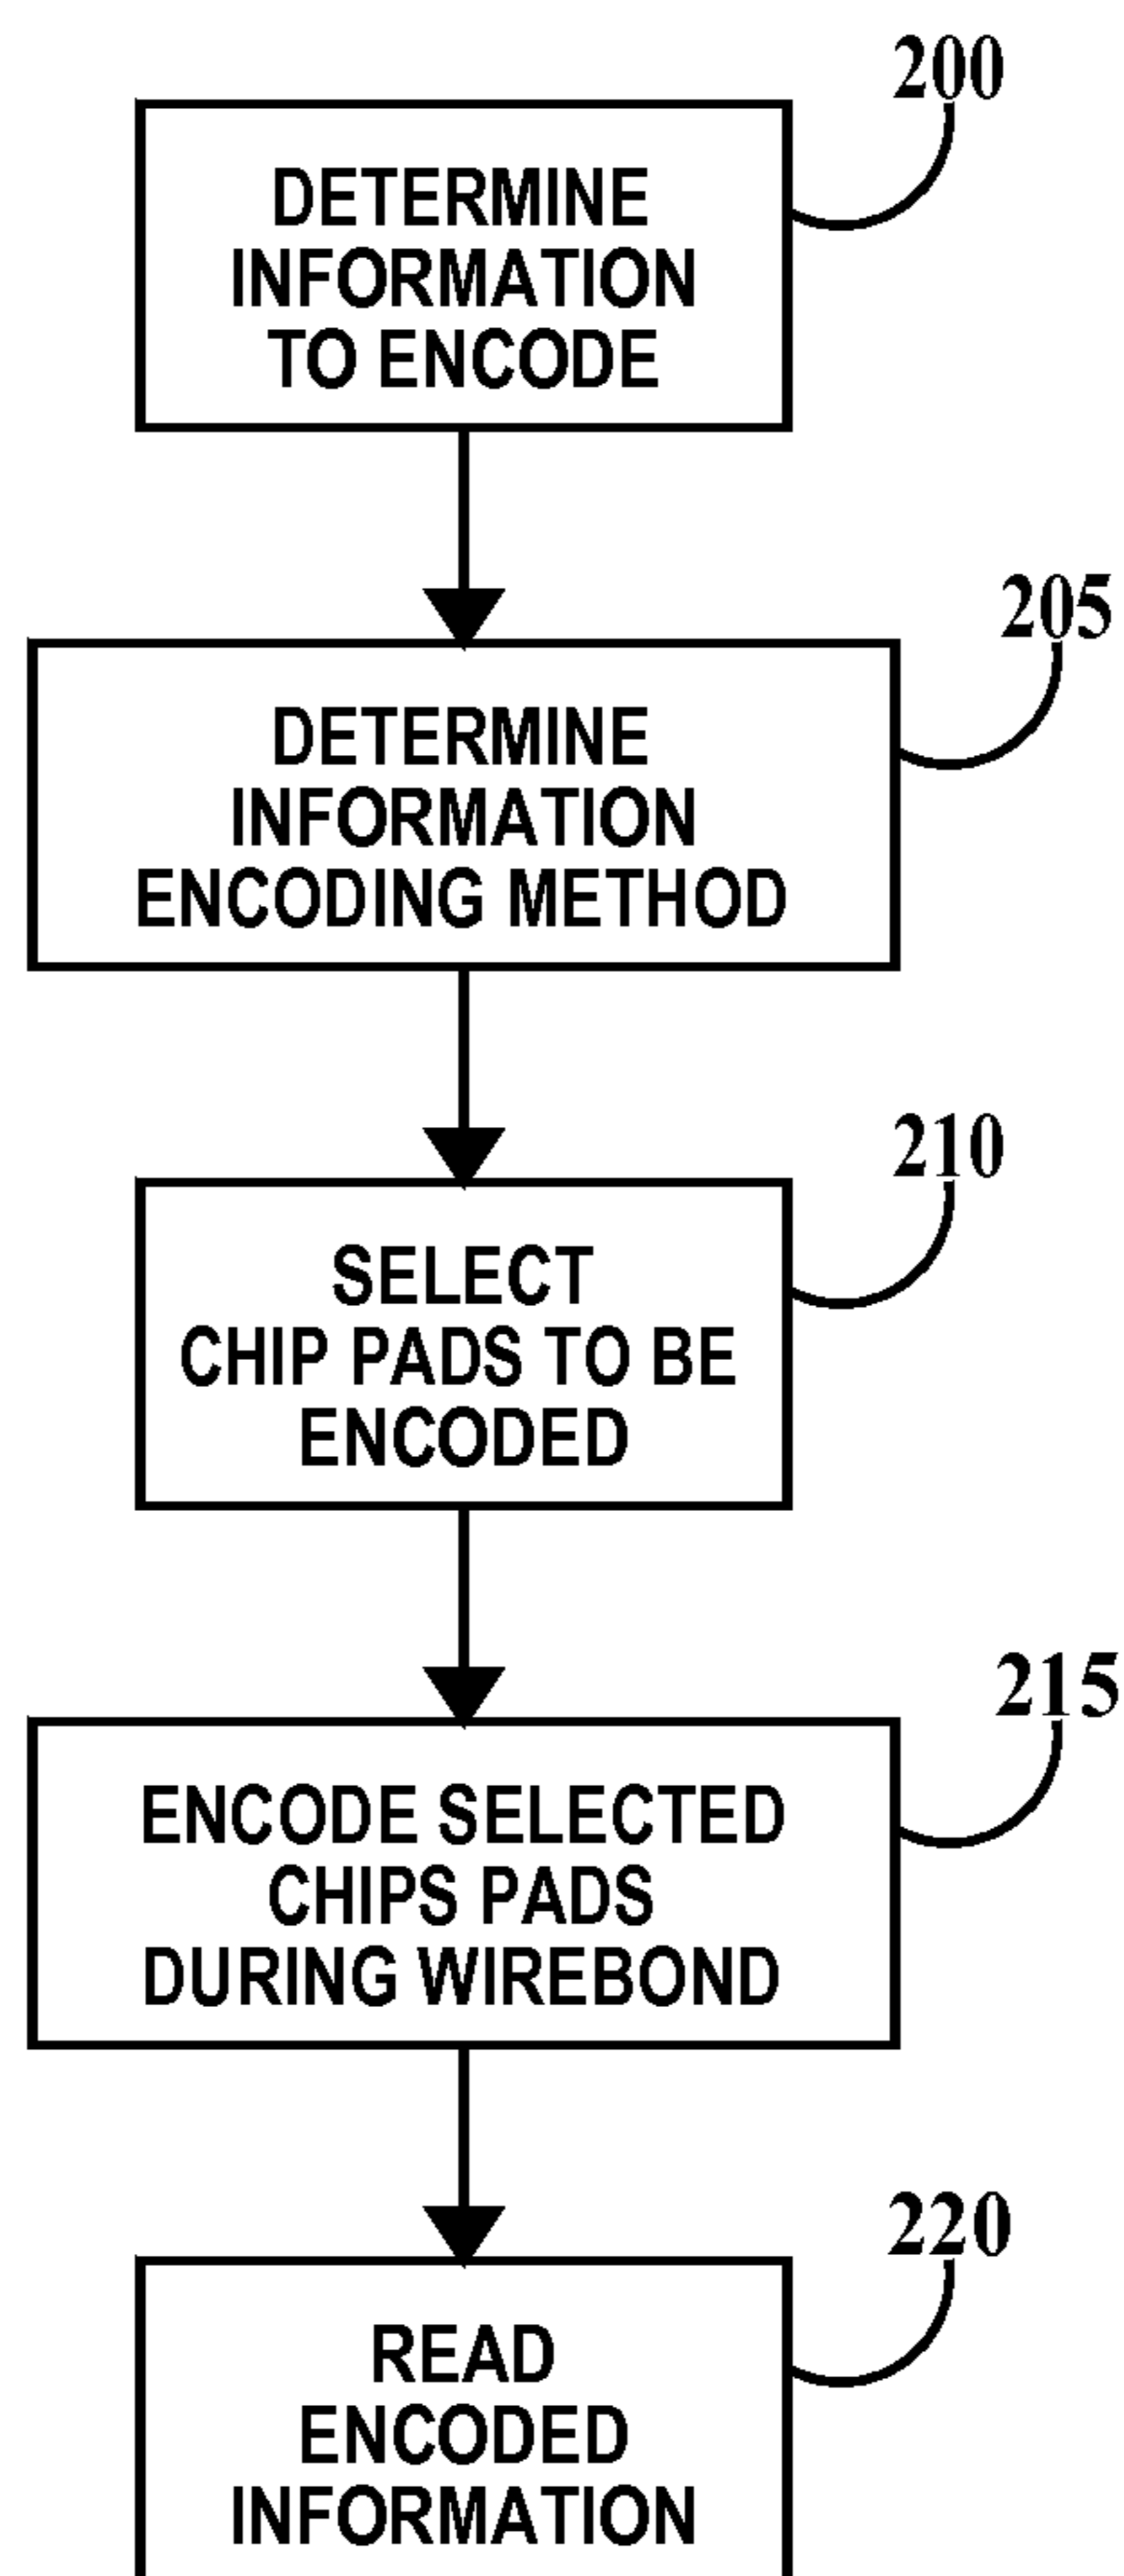 200
DETERMINE
INFORMATION
TO ENCODE
205
DETERMINE
INFORMATION
ENCODING METHOD
210
SELECT
CHIP PADS TO BE
ENCODED
215
ENCODE SELECTED
CHIPS PADS
DURING WIREBOND
220
READ
ENCODED
INFORMATION